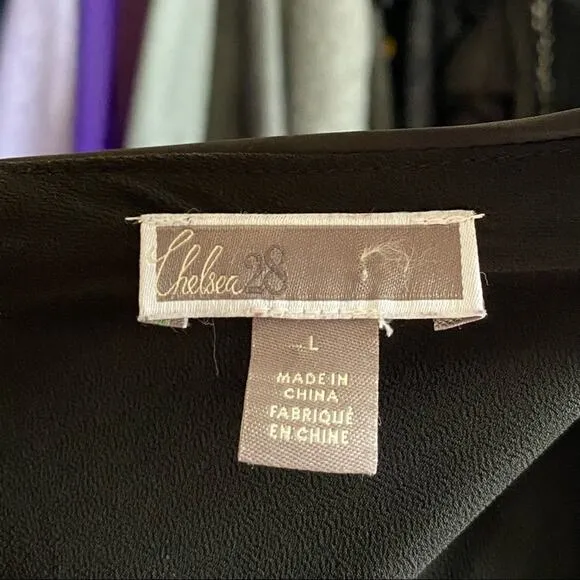 Chelsea28
L
MADE IN
CHINA
FABRIQUÉ
EN CHINE